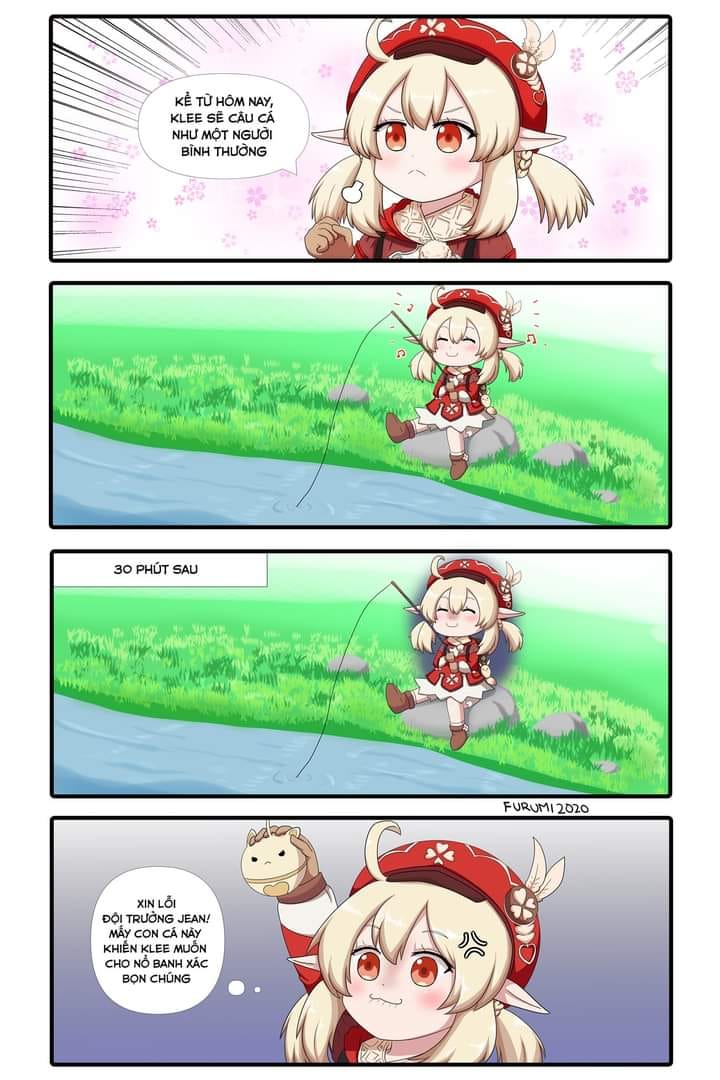 KỂ TỪ HÔM NAY,
KLEE SẼ CÂU CÁ
NHƯ MỘT NGƯỜI
BÌNH THƯỜNG
30 PHÚT SAU
FURUMI 2020
XIN LỖI
ĐỘI TRƯỞNG JEAN!
MẤY CON CÁ NÀY
KHIẾN KLEE MUỐN
CHO NỔ BANH XÁC
BỌN CHÚNG